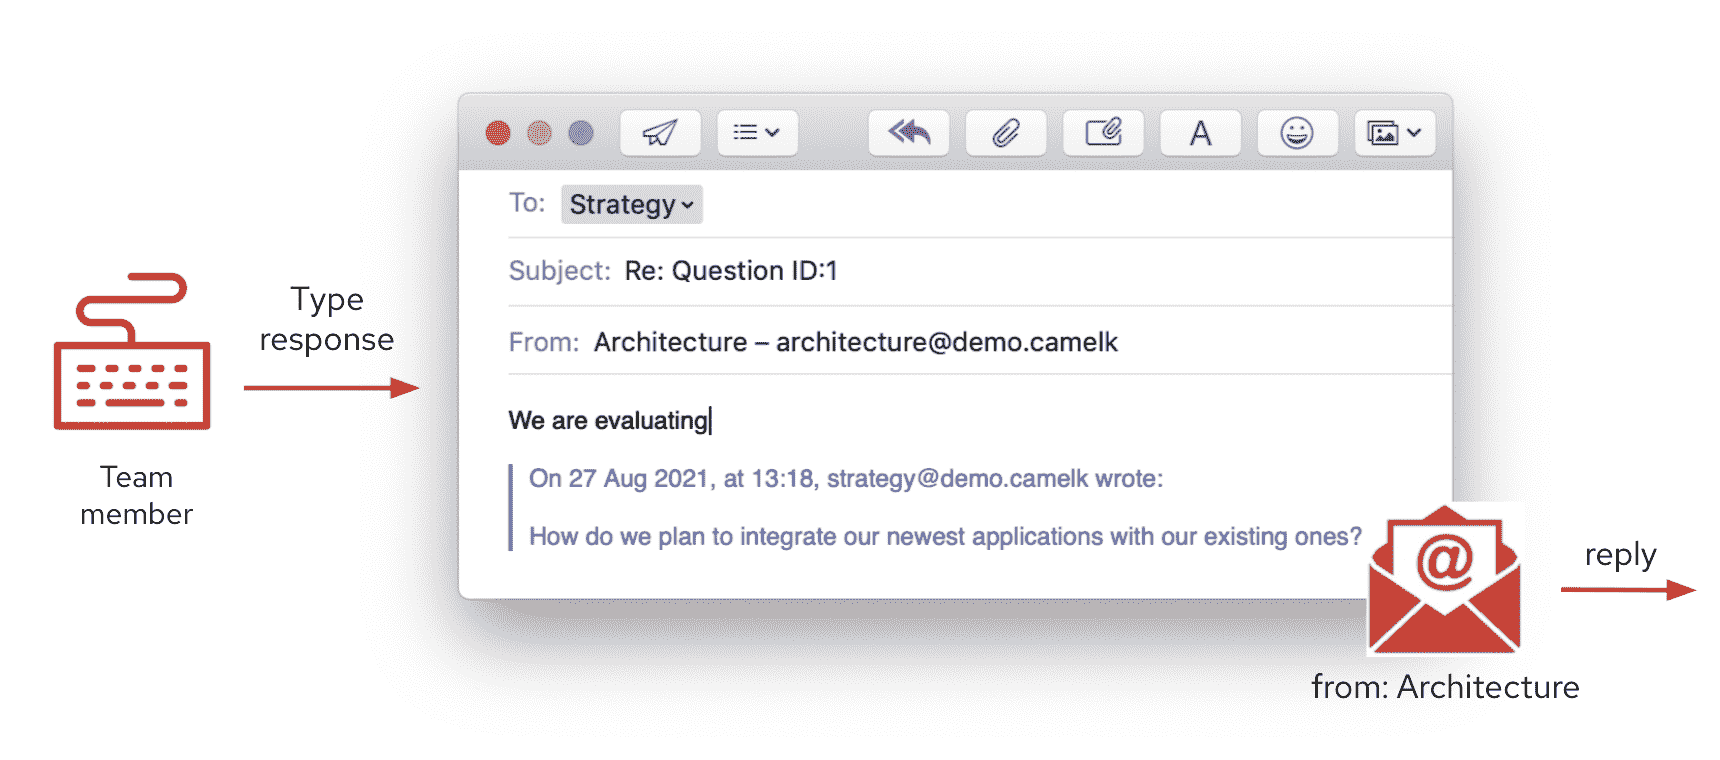 Type
response
Team
member
To: Strategy
Subject: Re: Question ID:1
From: Architecture – architecture@demo.camelk
We are evaluating
On 27 Aug 2021, at 13:18, strategy@demo.camelk wrote:
How do we plan to integrate our newest applications with our existing ones?
@
reply
from: Architecture